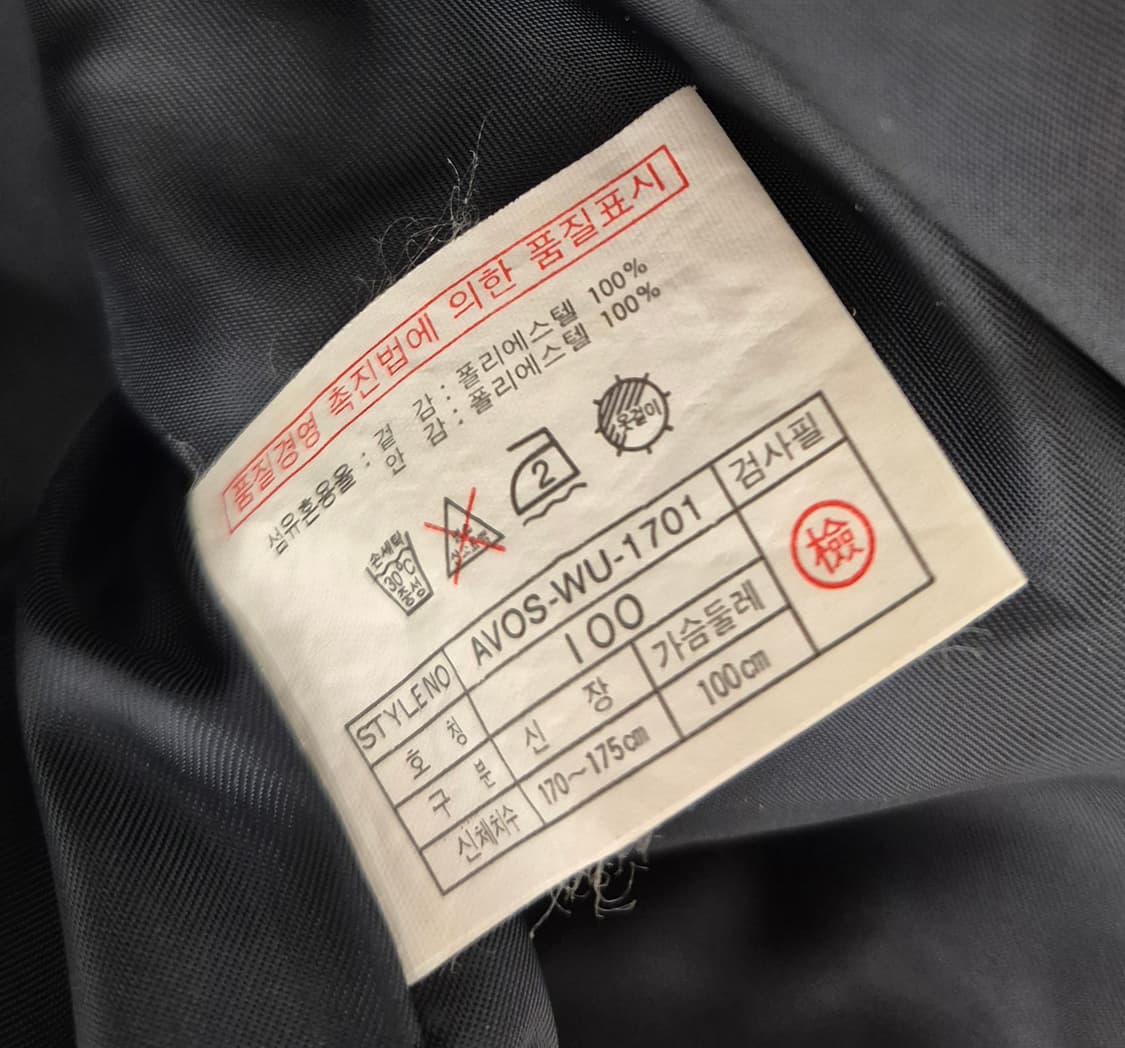 품질경영 촉진법에 의한 품질표시
섬유혼용율 : 겉 감 : 폴리에스텔 100%
안 감 : 폴리에스텔 100%
손세탁
30℃
중성
2
옷걸이
STYLE NO AVOS-WU-1701 검사필
호 칭 100 檢
구 분 신 장 가슴둘레
신체치수 170~175cm 100cm